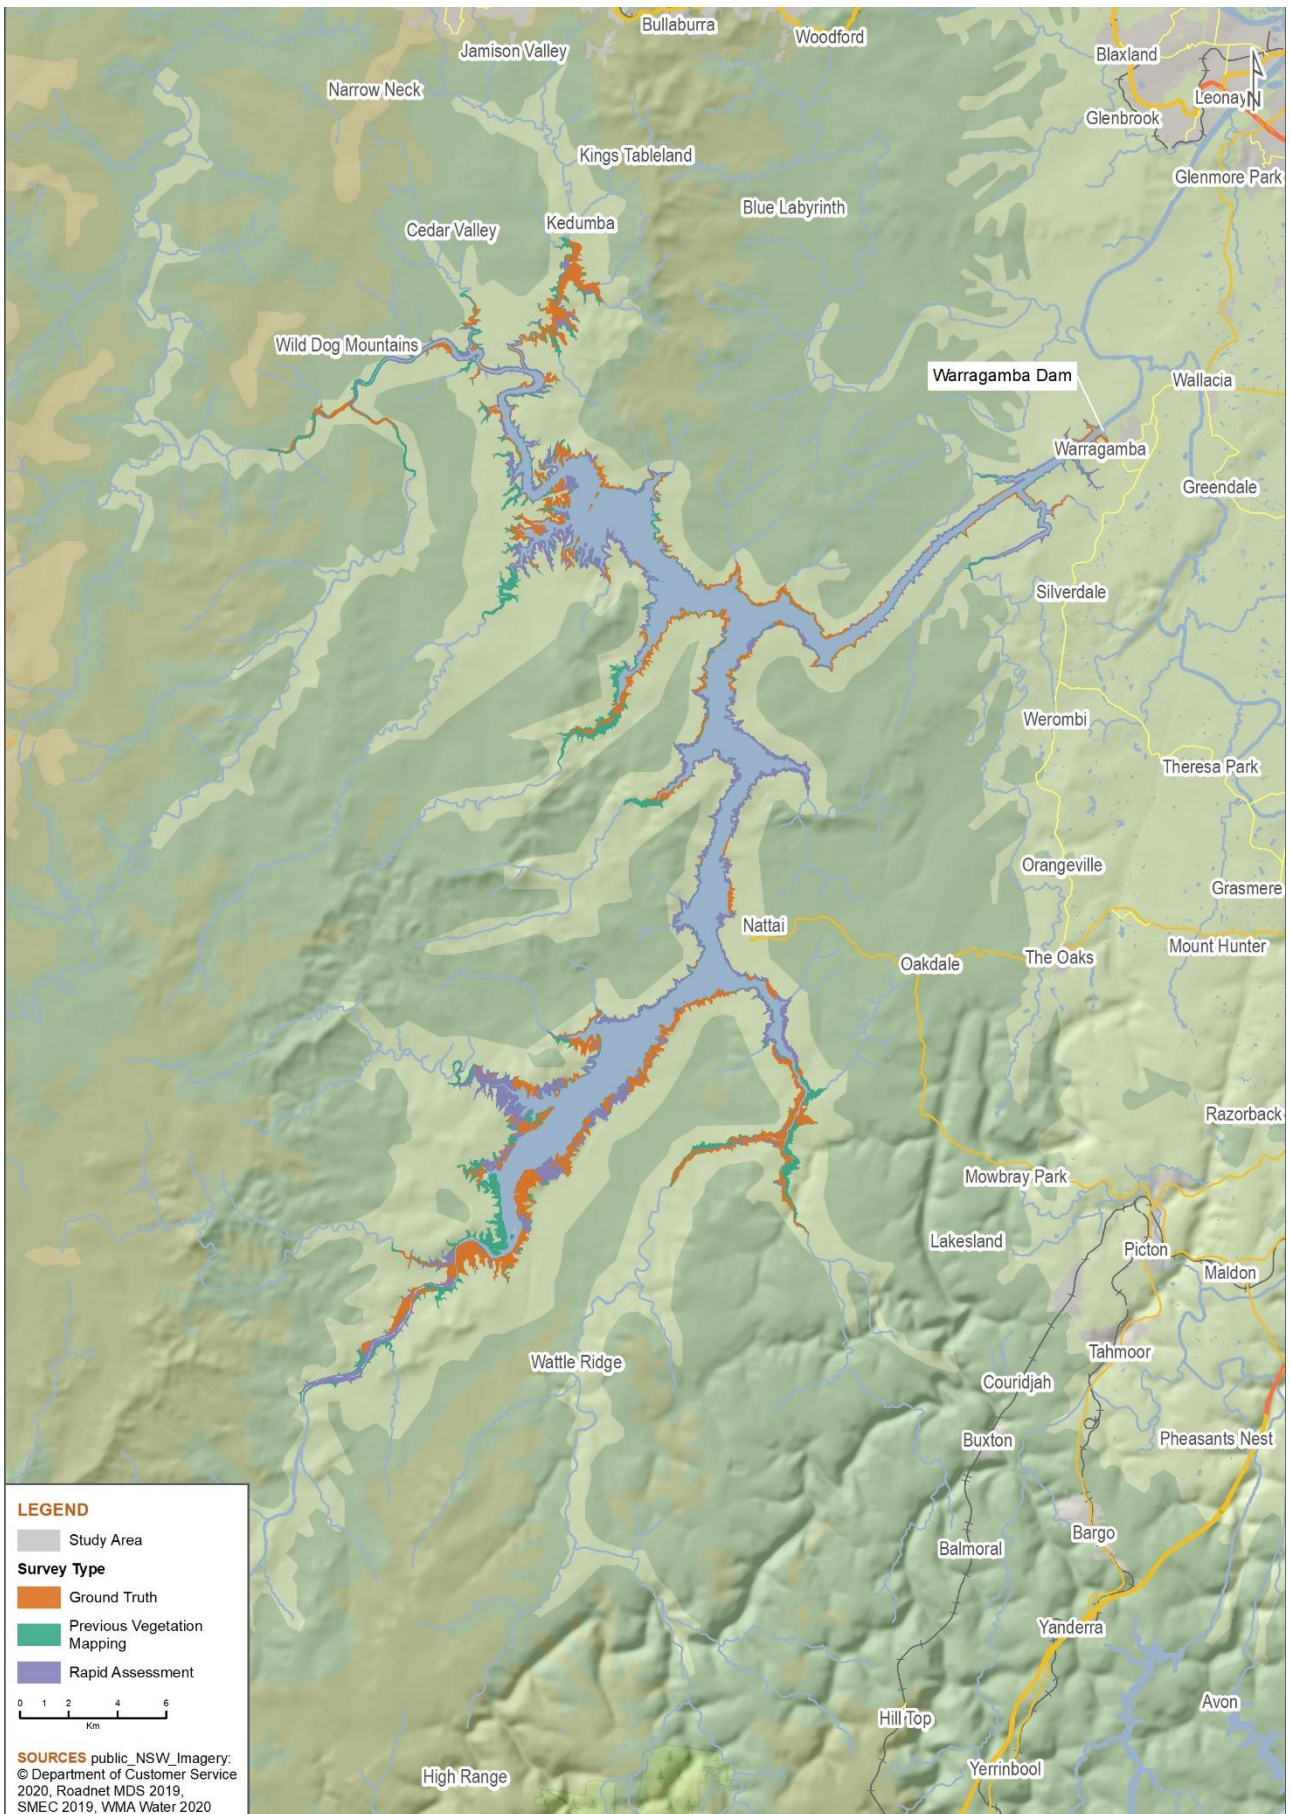 Bullaburra
Woodford
Jamison Valley
Blaxland
Narrow Neck
Leonay
N
Glenbrook
Kings Tableland
Glenmore Park
Blue Labyrinth
Kedumba
Cedar Valley
Wild Dog Mountains
Warragamba Dam
Wallacia
Warragamba
Greendale
Silverdale
Werombi
Theresa Park
Orangeville
Grasmere
Nattai
Mount Hunter
The Oaks
Oakdale
Razorback
Mowbray Park
Lakesland
Picton
Maldon
Tahmoor
Wattle Ridge
Couridjah
Buxton
Pheasants Nest
Bargo
Balmoral
Yanderra
Avon
Hill Top
Yerrinbool
High Range
LEGEND
Study Area
Survey Type
Ground Truth
Previous Vegetation
Mapping
Rapid Assessment
0 1 2 4 6
Km
SOURCES public_NSW_Imagery:
© Department of Customer Service
2020, Roadnet MDS 2019,
SMEC 2019, WMA Water 2020